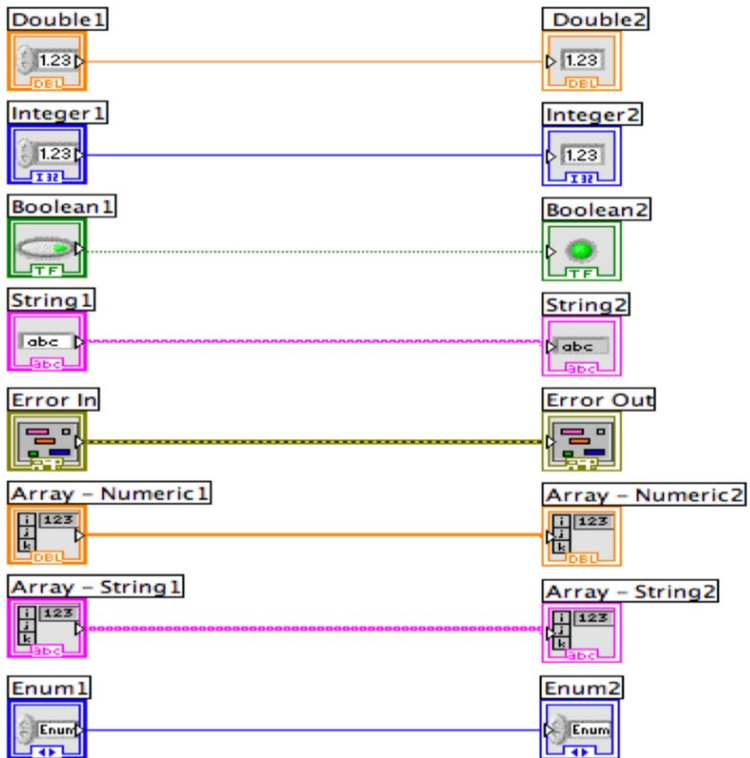 Double1 Double2
1.23 1.23
DBL DBL
Integer1 Integer2
1.23 1.23
I32 I32
Boolean1 Boolean2
TF TF
String1 String2
abc abc
abc abc
Error In Error Out
Array - Numeric1 Array - Numeric2
i 123 i 123
j j
k k
DBL DBL
Array - String1 Array - String2
i 123 i 123
j j
k k
abc abc
Enum1 Enum2
Enum Enum